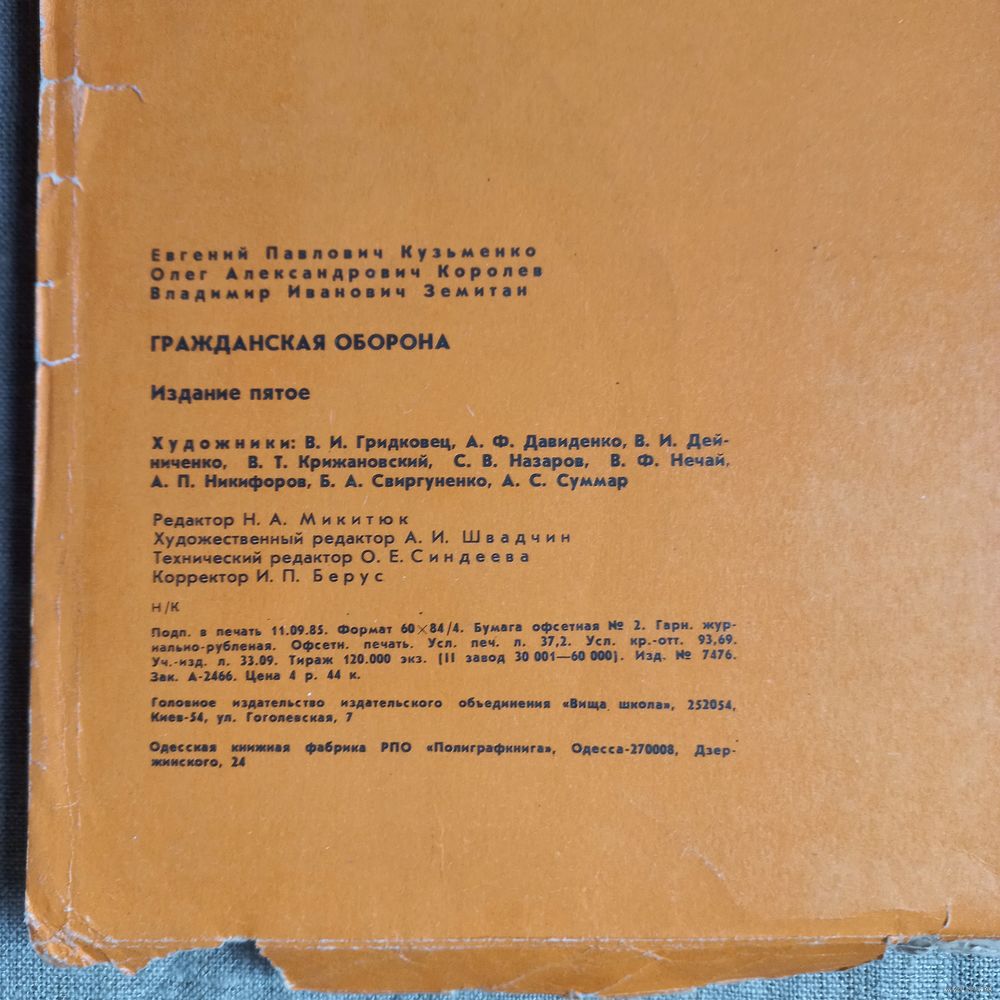 Евгений Павлович Кузьменко
Олег Александрович Королев
Владимир Иванович Земитан
ГРАЖДАНСКАЯ ОБОРОНА
Издание пятое
Художники: В. И. Гридковец, А. Ф. Давиденко, В. И. Дей-
ниченко, В. Т. Крижановский, С. В. Назаров, В. Ф. Нечай,
А. П. Никифоров, Б. А. Свиргуненко, А. С. Суммар
Редактор Н. А. Микитюк
Художественный редактор А. И. Швадчин
Технический редактор О. Е. Синдеева
Корректор И. П. Берус
Н/К
Подп. в печать 11.09.85. Формат 60×84/4. Бумага офсетная № 2. Гарн. жур-
нально-рубленая. Офсетн. печать. Усл. печ. л. 37,2. Усл. кр.-отт. 93,69.
Уч.-изд. л. 33.09. Тираж 120.000 экз. (II завод 30 001—60 000). Изд. № 7476.
Зак. А-2466. Цена 4 р. 44 к.
Головное издательство издательского объединения «Вища школа», 252054,
Киев-54, ул. Гоголевская, 7
Одесская книжная фабрика РПО «Полиграфкнига», Одесса-270008, Дзер-
жинского, 24